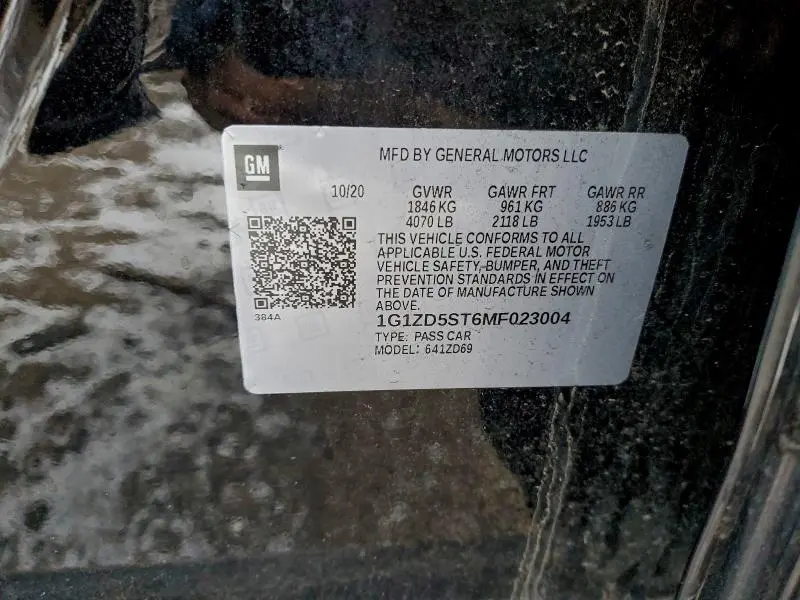 GM
MFD BY GENERAL MOTORS LLC
10/20 GVWR GAWR FRT GAWR RR
1846 KG 961 KG 886 KG
4070 LB 2118 LB 1953 LB
THIS VEHICLE CONFORMS TO ALL
APPLICABLE U.S. FEDERAL MOTOR
VEHICLE SAFETY, BUMPER, AND THEFT
PREVENTION STANDARDS IN EFFECT ON
THE DATE OF MANUFACTURE SHOWN
ABOVE.
384A
1G1ZD5ST6MF023004
TYPE: PASS CAR
MODEL: 641ZD69